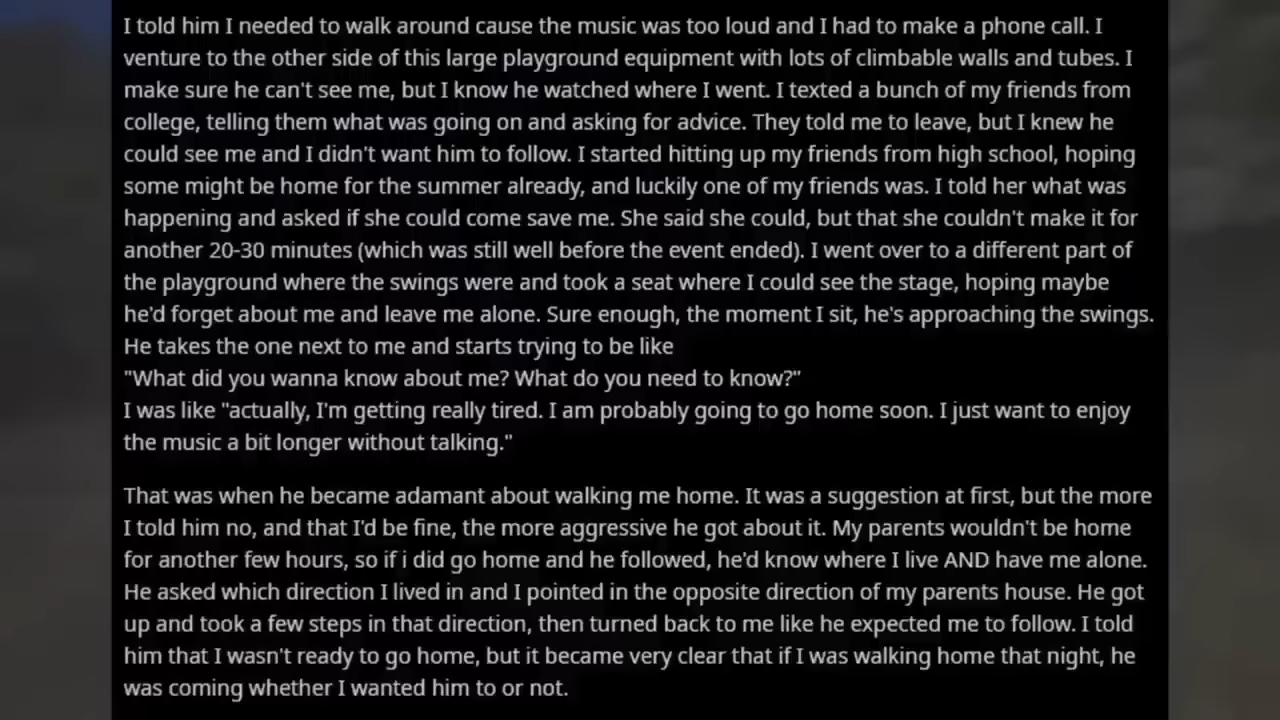 I told him I needed to walk around cause the music was too loud and I had to make a phone call. I
venture to the other side of this large playground equipment with lots of climbable walls and tubes. I
make sure he can't see me, but I know he watched where I went. I texted a bunch of my friends from
college, telling them what was going on and asking for advice. They told me to leave, but I knew he
could see me and I didn't want him to follow. I started hitting up my friends from high school, hoping
some might be home for the summer already, and luckily one of my friends was. I told her what was
happening and asked if she could come save me. She said she could, but that she couldn't make it for
another 20-30 minutes (which was still well before the event ended). I went over to a different part of
the playground where the swings were and took a seat where I could see the stage, hoping maybe
he'd forget about me and leave me alone. Sure enough, the moment I sit, he's approaching the swings.
He takes the one next to me and starts trying to be like
"What did you wanna know about me? What do you need to know?"
I was like "actually, I'm getting really tired. I am probably going to go home soon. I just want to enjoy
the music a bit longer without talking."
That was when he became adamant about walking me home. It was a suggestion at first, but the more
I told him no, and that I'd be fine, the more aggressive he got about it. My parents wouldn't be home
for another few hours, so if i did go home and he followed, he'd know where I live AND have me alone.
He asked which direction I lived in and I pointed in the opposite direction of my parents house. He got
up and took a few steps in that direction, then turned back to me like he expected me to follow. I told
him that I wasn't ready to go home, but it became very clear that if I was walking home that night, he
was coming whether I wanted him to or not.